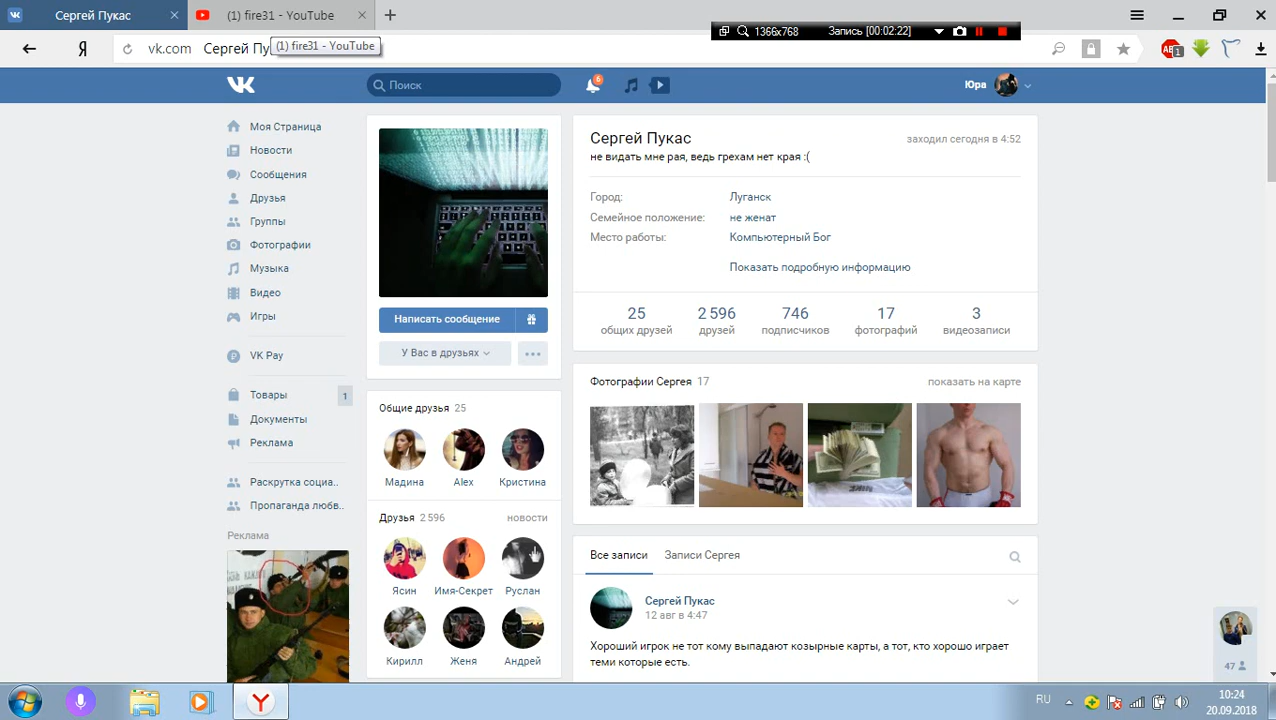 Сергей Пукас
(1) fire31 - YouTube
1366x768
Запись [00:02:22]
Я
vk.com Сергей Пу
(1) fire31 - YouTube
1
Поиск
6
Юра
Моя Страница
Новости
Сообщения
Друзья
Группы
Фотографии
Музыка
Видео
Игры
VK Pay
Товары
1
Документы
Реклама
Раскрутка социа..
Пропаганда любв..
Реклама
Написать сообщение
У Вас в друзьях
Общие друзья 25
Мадина
Alex
Кристина
Друзья 2 596
новости
Ясин
Имя-Секрет
Руслан
Кирилл
Женя
Андрей
Сергей Пукас
заходил сегодня в 4:52
не видать мне рая, ведь грехам нет края :(
Город: Луганск
Семейное положение: не женат
Место работы: Компьютерный Бог
Показать подробную информацию
25 общих друзей
2 596 друзей
746 подписчиков
17 фотографий
3 видеозаписи
Фотографии Сергея 17
показать на карте
Все записи
Записи Сергея
Сергей Пукас
12 авг в 4:47
Хороший игрок не тот кому выпадают козырные карты, а тот, кто хорошо играет
теми которые есть.
47
RU
10:24
20.09.2018